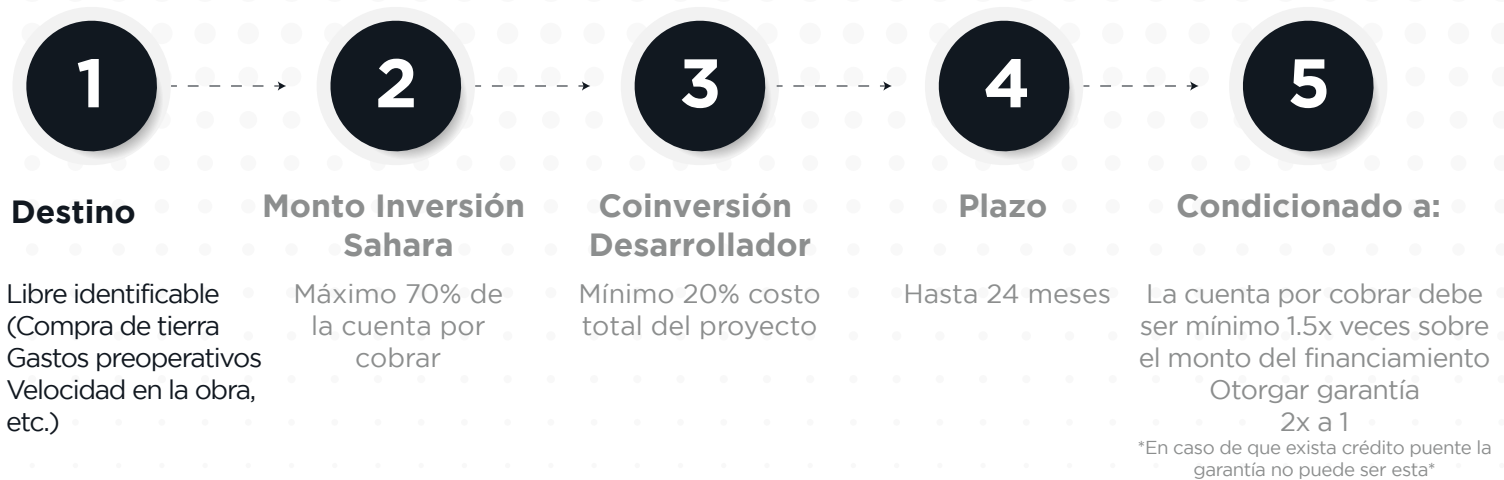 1
2
3
4
5
Destino
Libre identificable
(Compra de tierra
Gastos preoperativos
Velocidad en la obra,
etc.)
Monto Inversión
Sahara
Máximo 70% de
la cuenta por
cobrar
Coinversión
Desarrollador
Mínimo 20% costo
total del proyecto
Plazo
Hasta 24 meses
Condicionado a:
La cuenta por cobrar debe
ser mínimo 1.5x veces sobre
el monto del financiamiento
Otorgar garantía
2x a 1
*En caso de que exista crédito puente la
garantía no puede ser esta*